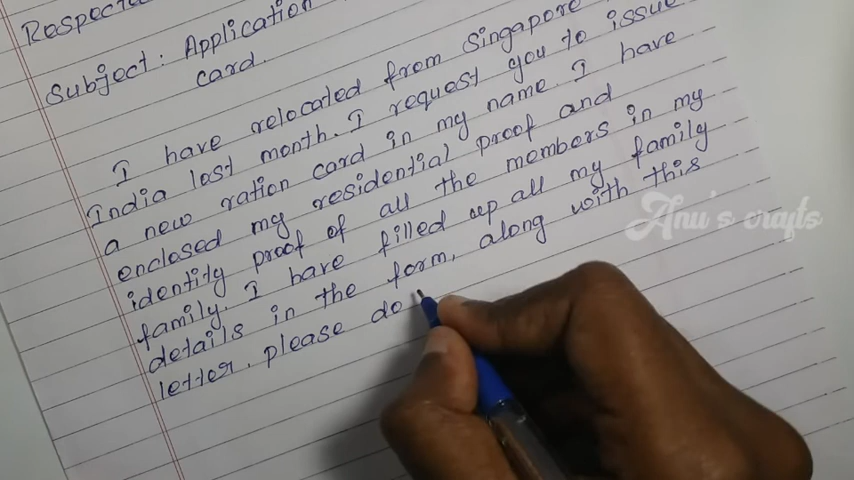 Subject: Application
card.
I have relocated from Singapore
India last month. I request you to issue
a new ration card in my name. I have
enclosed my residential proof and
identity proof of all the members in my
family. I have filled up all my family
details in the form, along with this
letter. please do
Anu's crafts